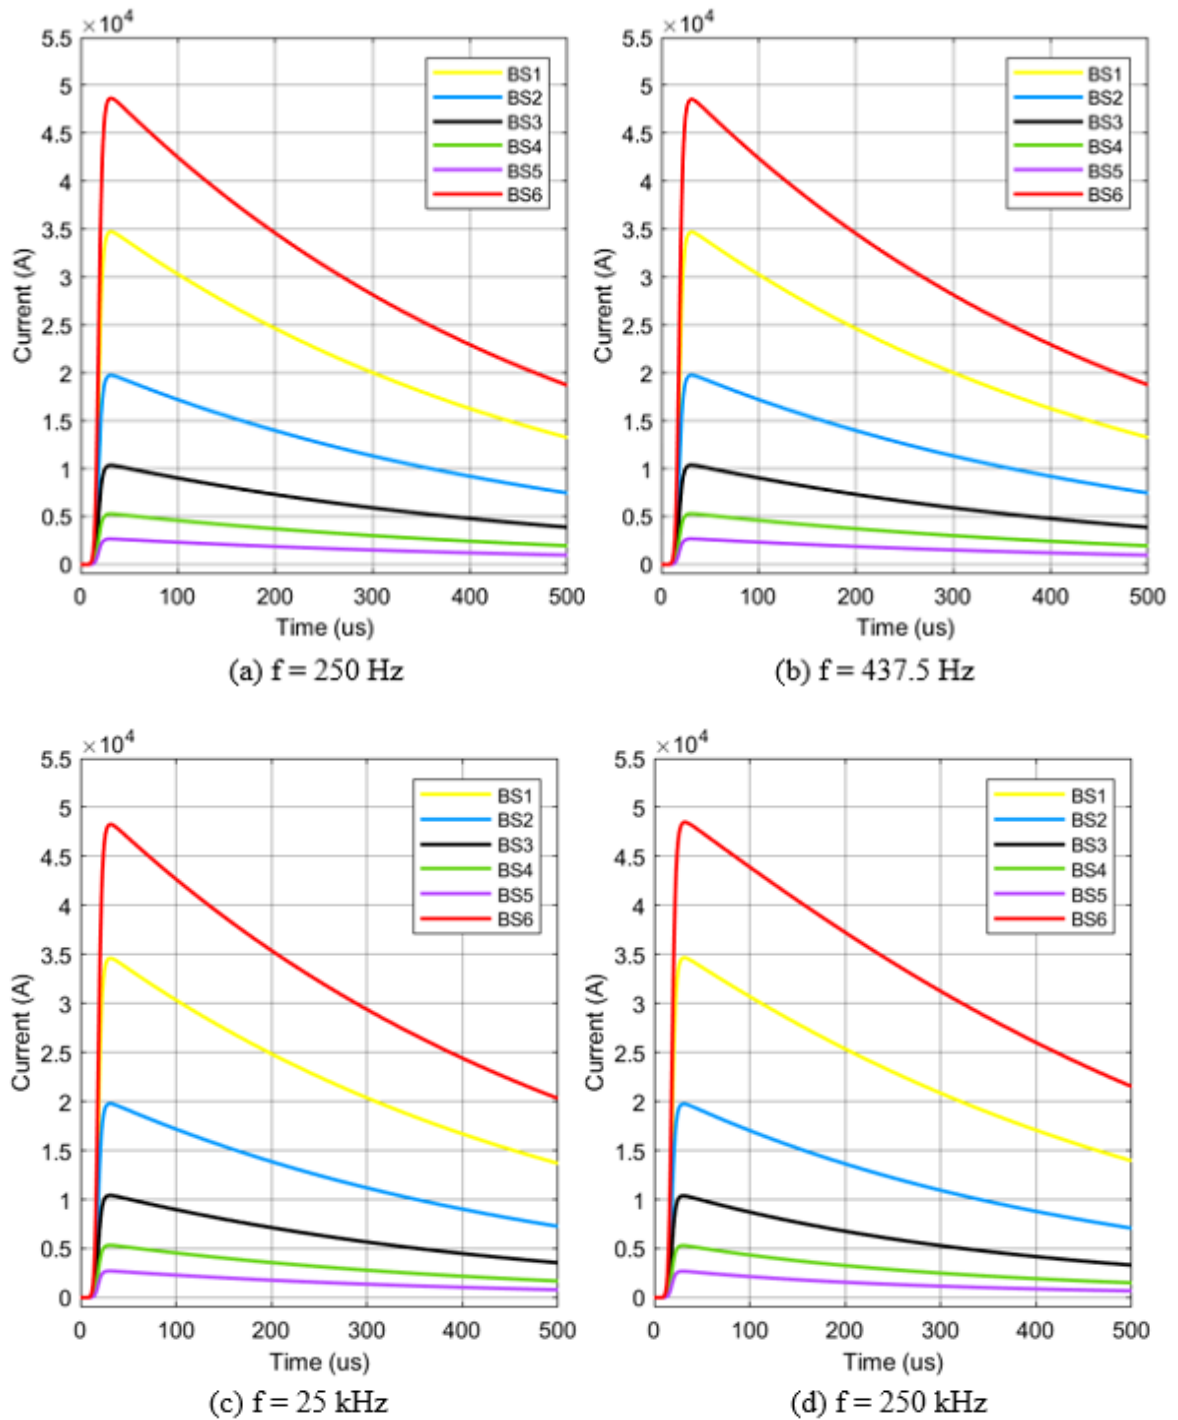 ×10⁴
5.5
5
4.5
4
3.5
3
2.5
2
1.5
1
0.5
0
Current (A)
BS1
BS2
BS3
BS4
BS5
BS6
0 100 200 300 400 500
Time (us)
(a) f = 250 Hz
×10⁴
5.5
5
4.5
4
3.5
3
2.5
2
1.5
1
0.5
0
Current (A)
BS1
BS2
BS3
BS4
BS5
BS6
0 100 200 300 400 500
Time (us)
(b) f = 437.5 Hz
×10⁴
5.5
5
4.5
4
3.5
3
2.5
2
1.5
1
0.5
0
Current (A)
BS1
BS2
BS3
BS4
BS5
BS6
0 100 200 300 400 500
Time (us)
(c) f = 25 kHz
×10⁴
5.5
5
4.5
4
3.5
3
2.5
2
1.5
1
0.5
0
Current (A)
BS1
BS2
BS3
BS4
BS5
BS6
0 100 200 300 400 500
Time (us)
(d) f = 250 kHz